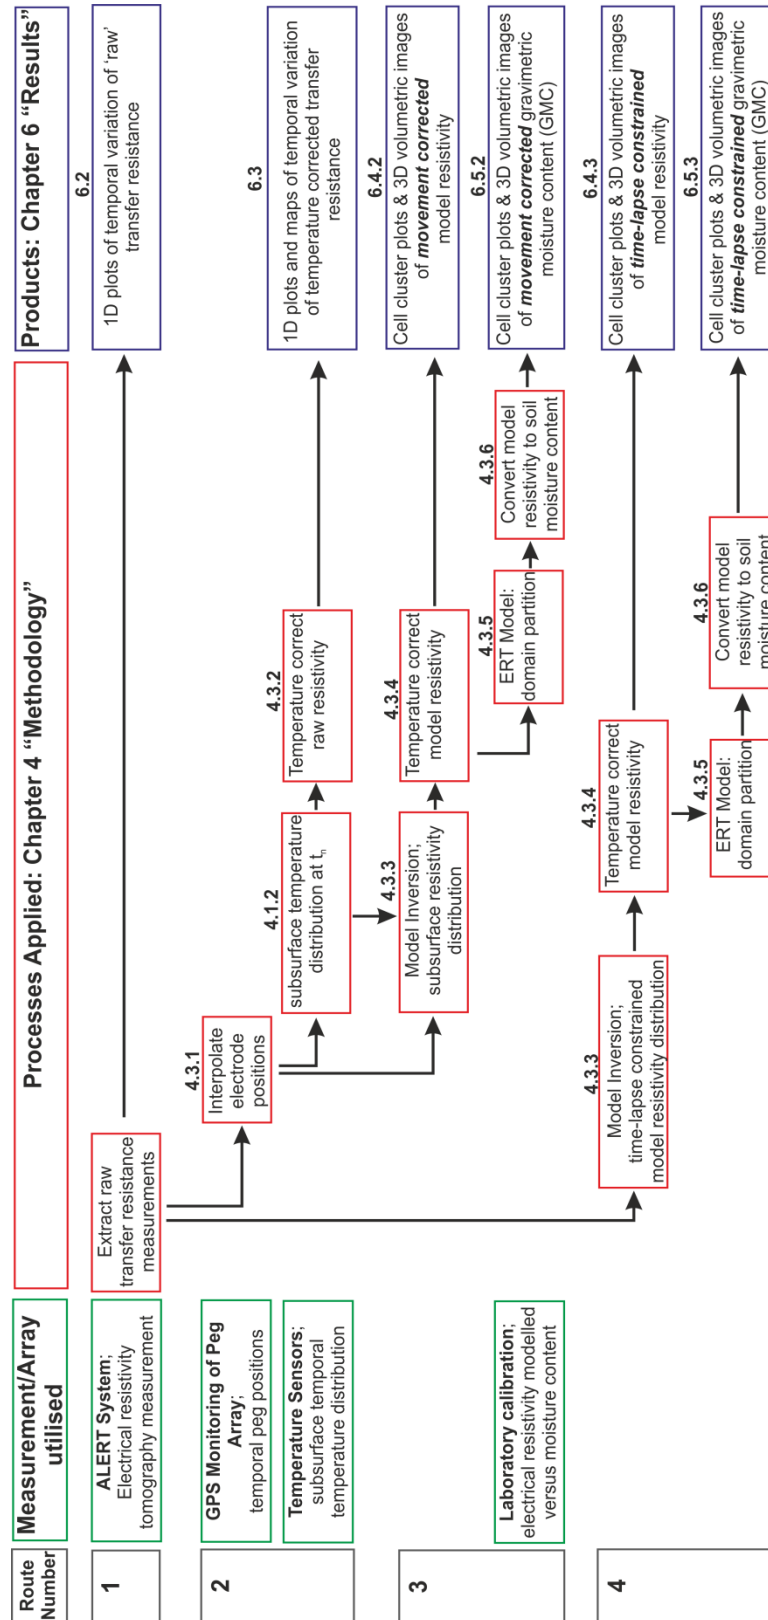 Route
Number
Measurement/Array
utilised
Processes Applied: Chapter 4 “Methodology”
Products: Chapter 6 “Results”
1
ALERT System;
Electrical resistivity
tomography measurement
Extract raw
transfer resistance
measurements
6.2
1D plots of temporal variation of ‘raw’
transfer resistance
2
GPS Monitoring of Peg
Array;
temporal peg positions
4.3.1
Interpolate
electrode
positions
Temperature Sensors;
subsurface temporal
temperature distribution
4.1.2
subsurface temperature
distribution at tn
4.3.2
Temperature correct
raw resistivity
6.3
1D plots and maps of temporal variation
of temperature corrected transfer
resistance
3
4.3.3
Model Inversion;
subsurface resistivity
distribution
4.3.4
Temperature correct
model resistivity
6.4.2
Cell cluster plots & 3D volumetric images
of movement corrected
model resistivity
Laboratory calibration;
electrical resistivity modelled
versus moisture content
4.3.5
ERT Model:
domain partition
4.3.6
Convert model
resistivity to soil
moisture content
6.5.2
Cell cluster plots & 3D volumetric images
of movement corrected gravimetric
moisture content (GMC)
4
4.3.3
Model Inversion;
time-lapse constrained
model resistivity distribution
4.3.4
Temperature correct
model resistivity
6.4.3
Cell cluster plots & 3D volumetric images
of time-lapse constrained
model resistivity
4.3.5
ERT Model:
domain partition
4.3.6
Convert model
resistivity to soil
moisture content
6.5.3
Cell cluster plots & 3D volumetric images
of time-lapse constrained gravimetric
moisture content (GMC)